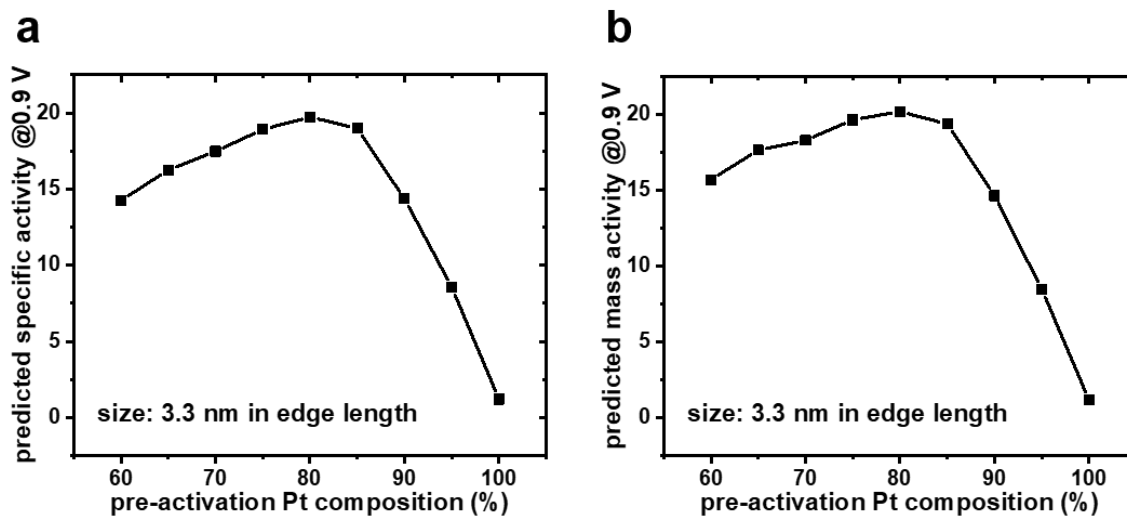 a
predicted specific activity @0.9 V
20
15
10
5
0
size: 3.3 nm in edge length
60 70 80 90 100
pre-activation Pt composition (%)
b
predicted mass activity @0.9 V
20
15
10
5
0
size: 3.3 nm in edge length
60 70 80 90 100
pre-activation Pt composition (%)